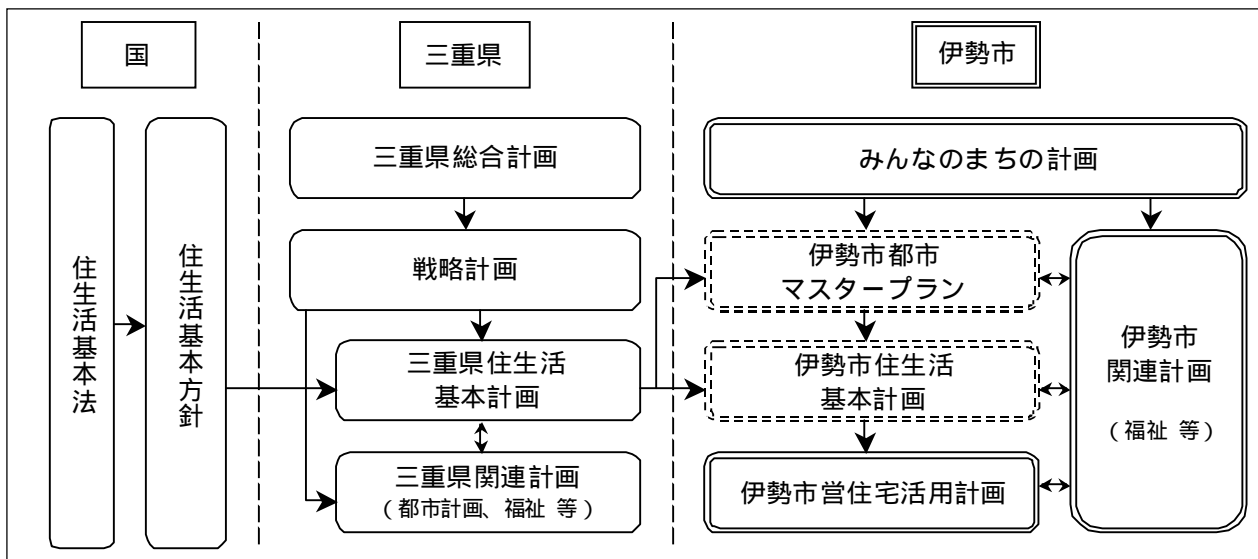 国
住生活基本法
住生活基本方針
三重県
三重県総合計画
戦略計画
三重県住生活
基本計画
三重県関連計画
(都市計画、福祉 等)
伊勢市
みんなのまちの計画
伊勢市都市
マスタープラン
伊勢市住生活
基本計画
伊勢市営住宅活用計画
伊勢市
関連計画
(福祉 等)